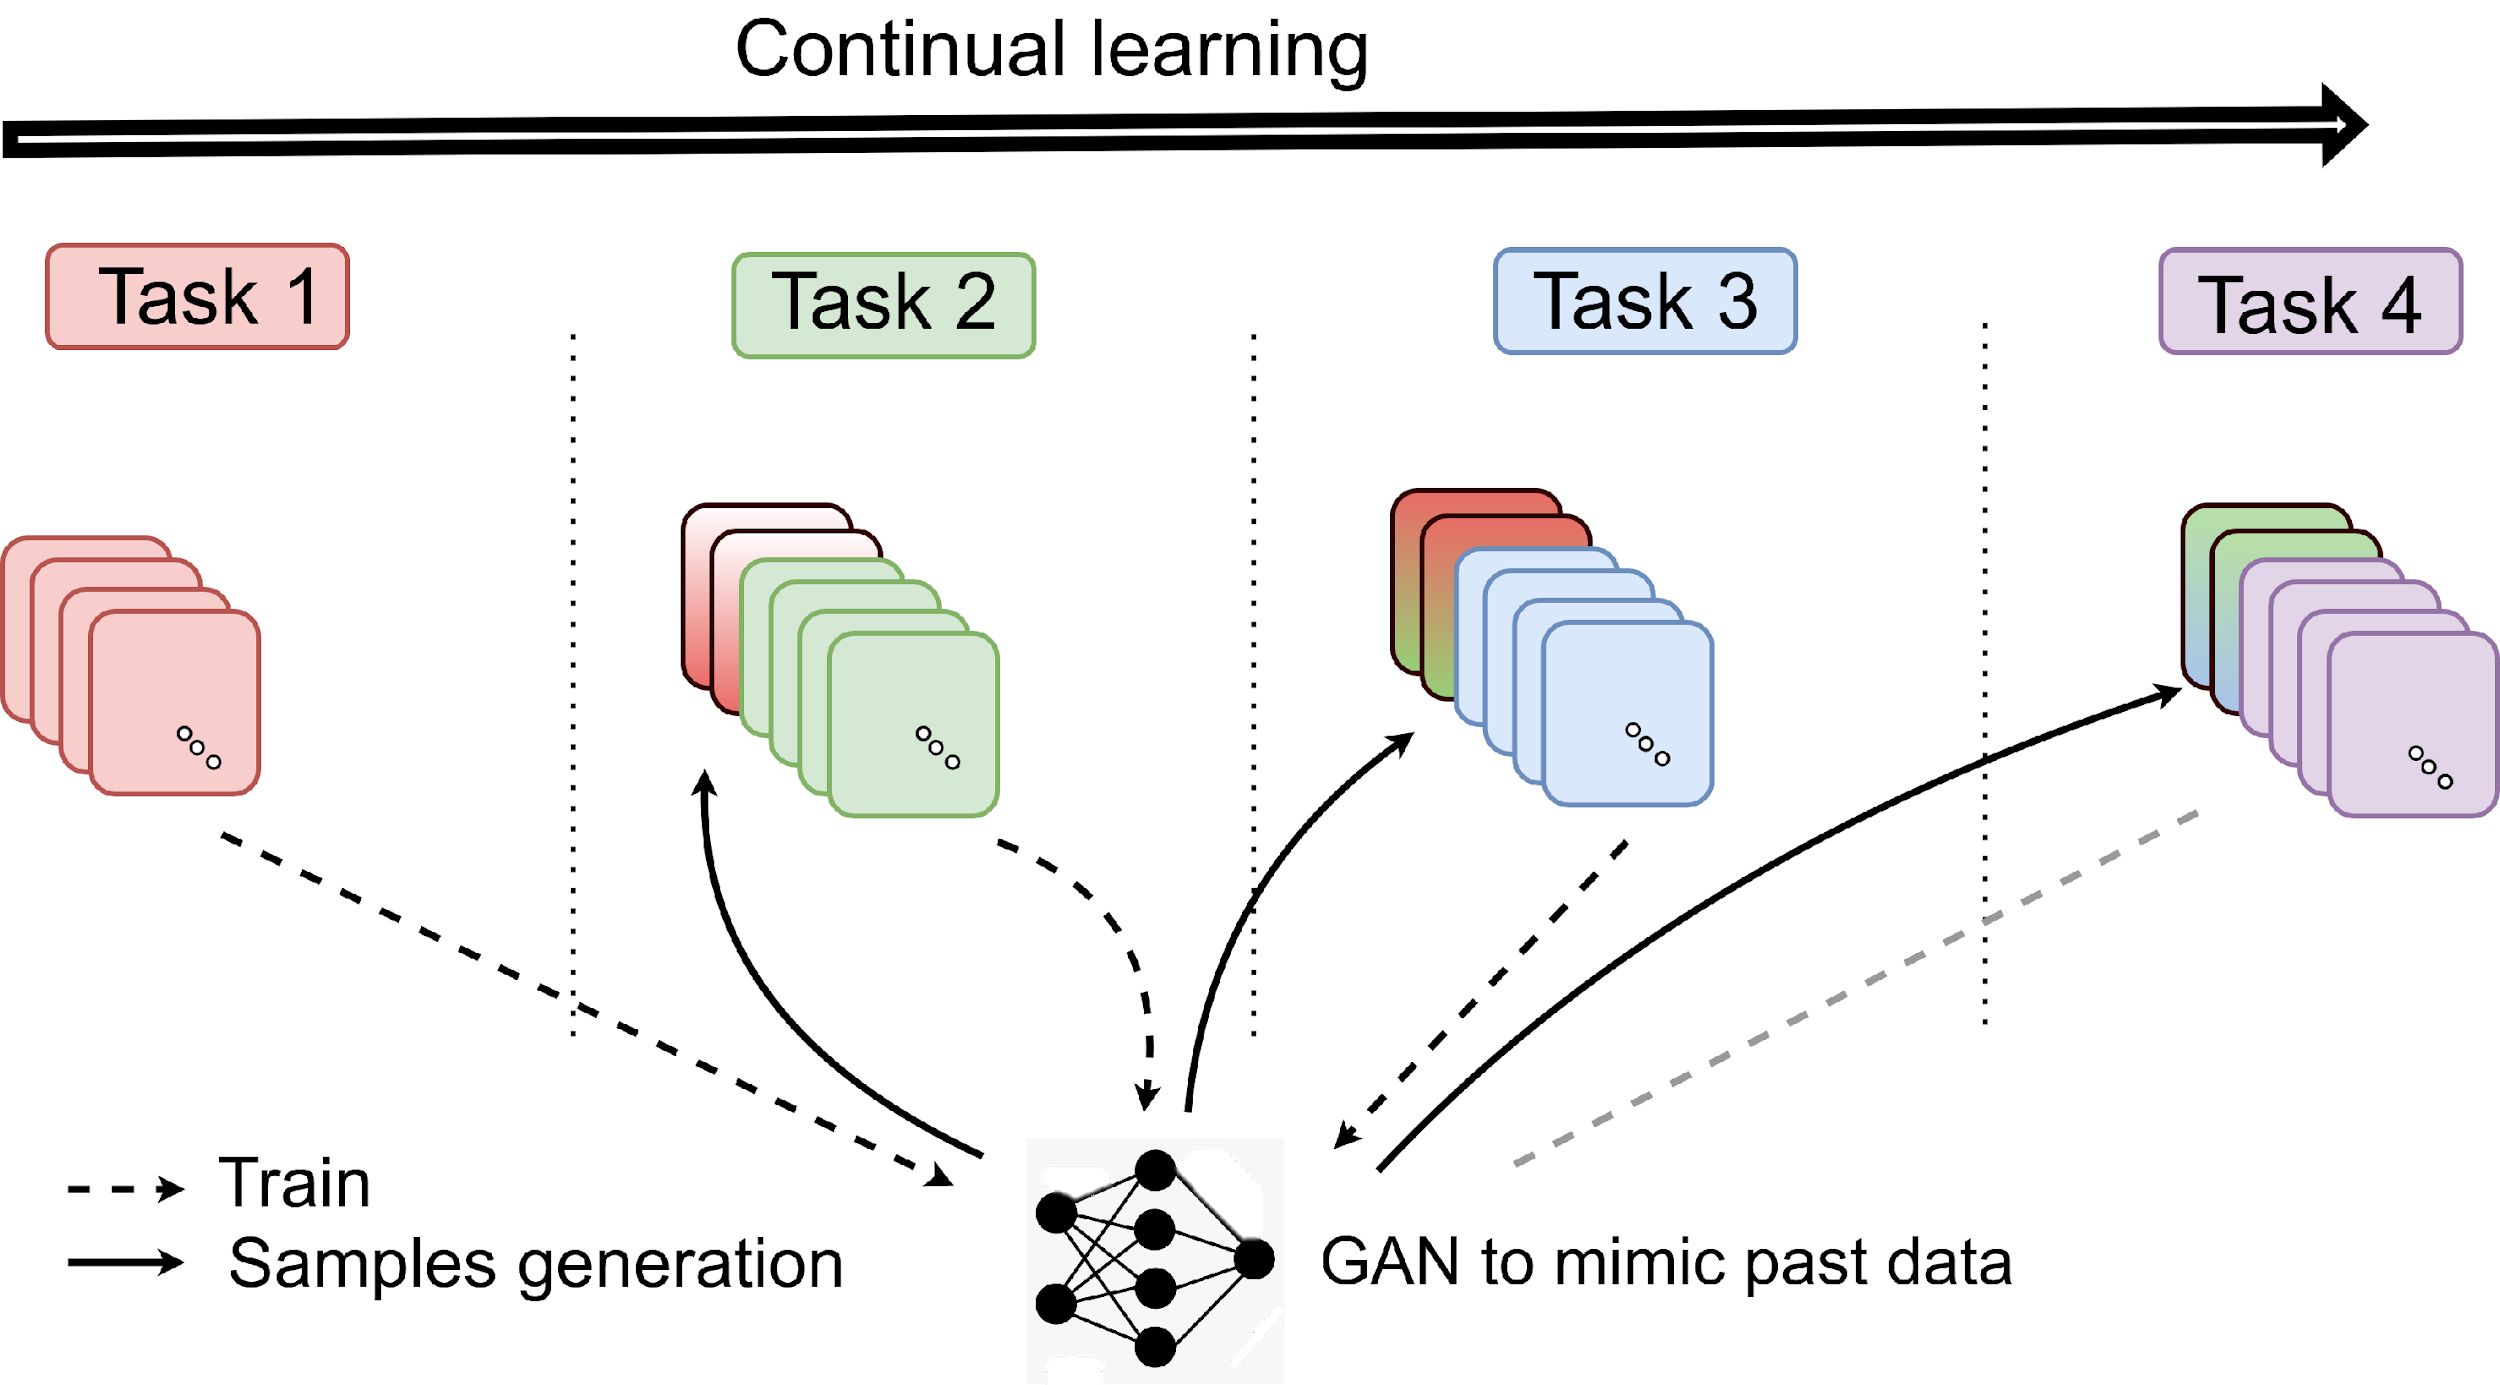 Continual learning
Task 1
Task 2
Task 3
Task 4
Train
Samples generation
GAN to mimic past data